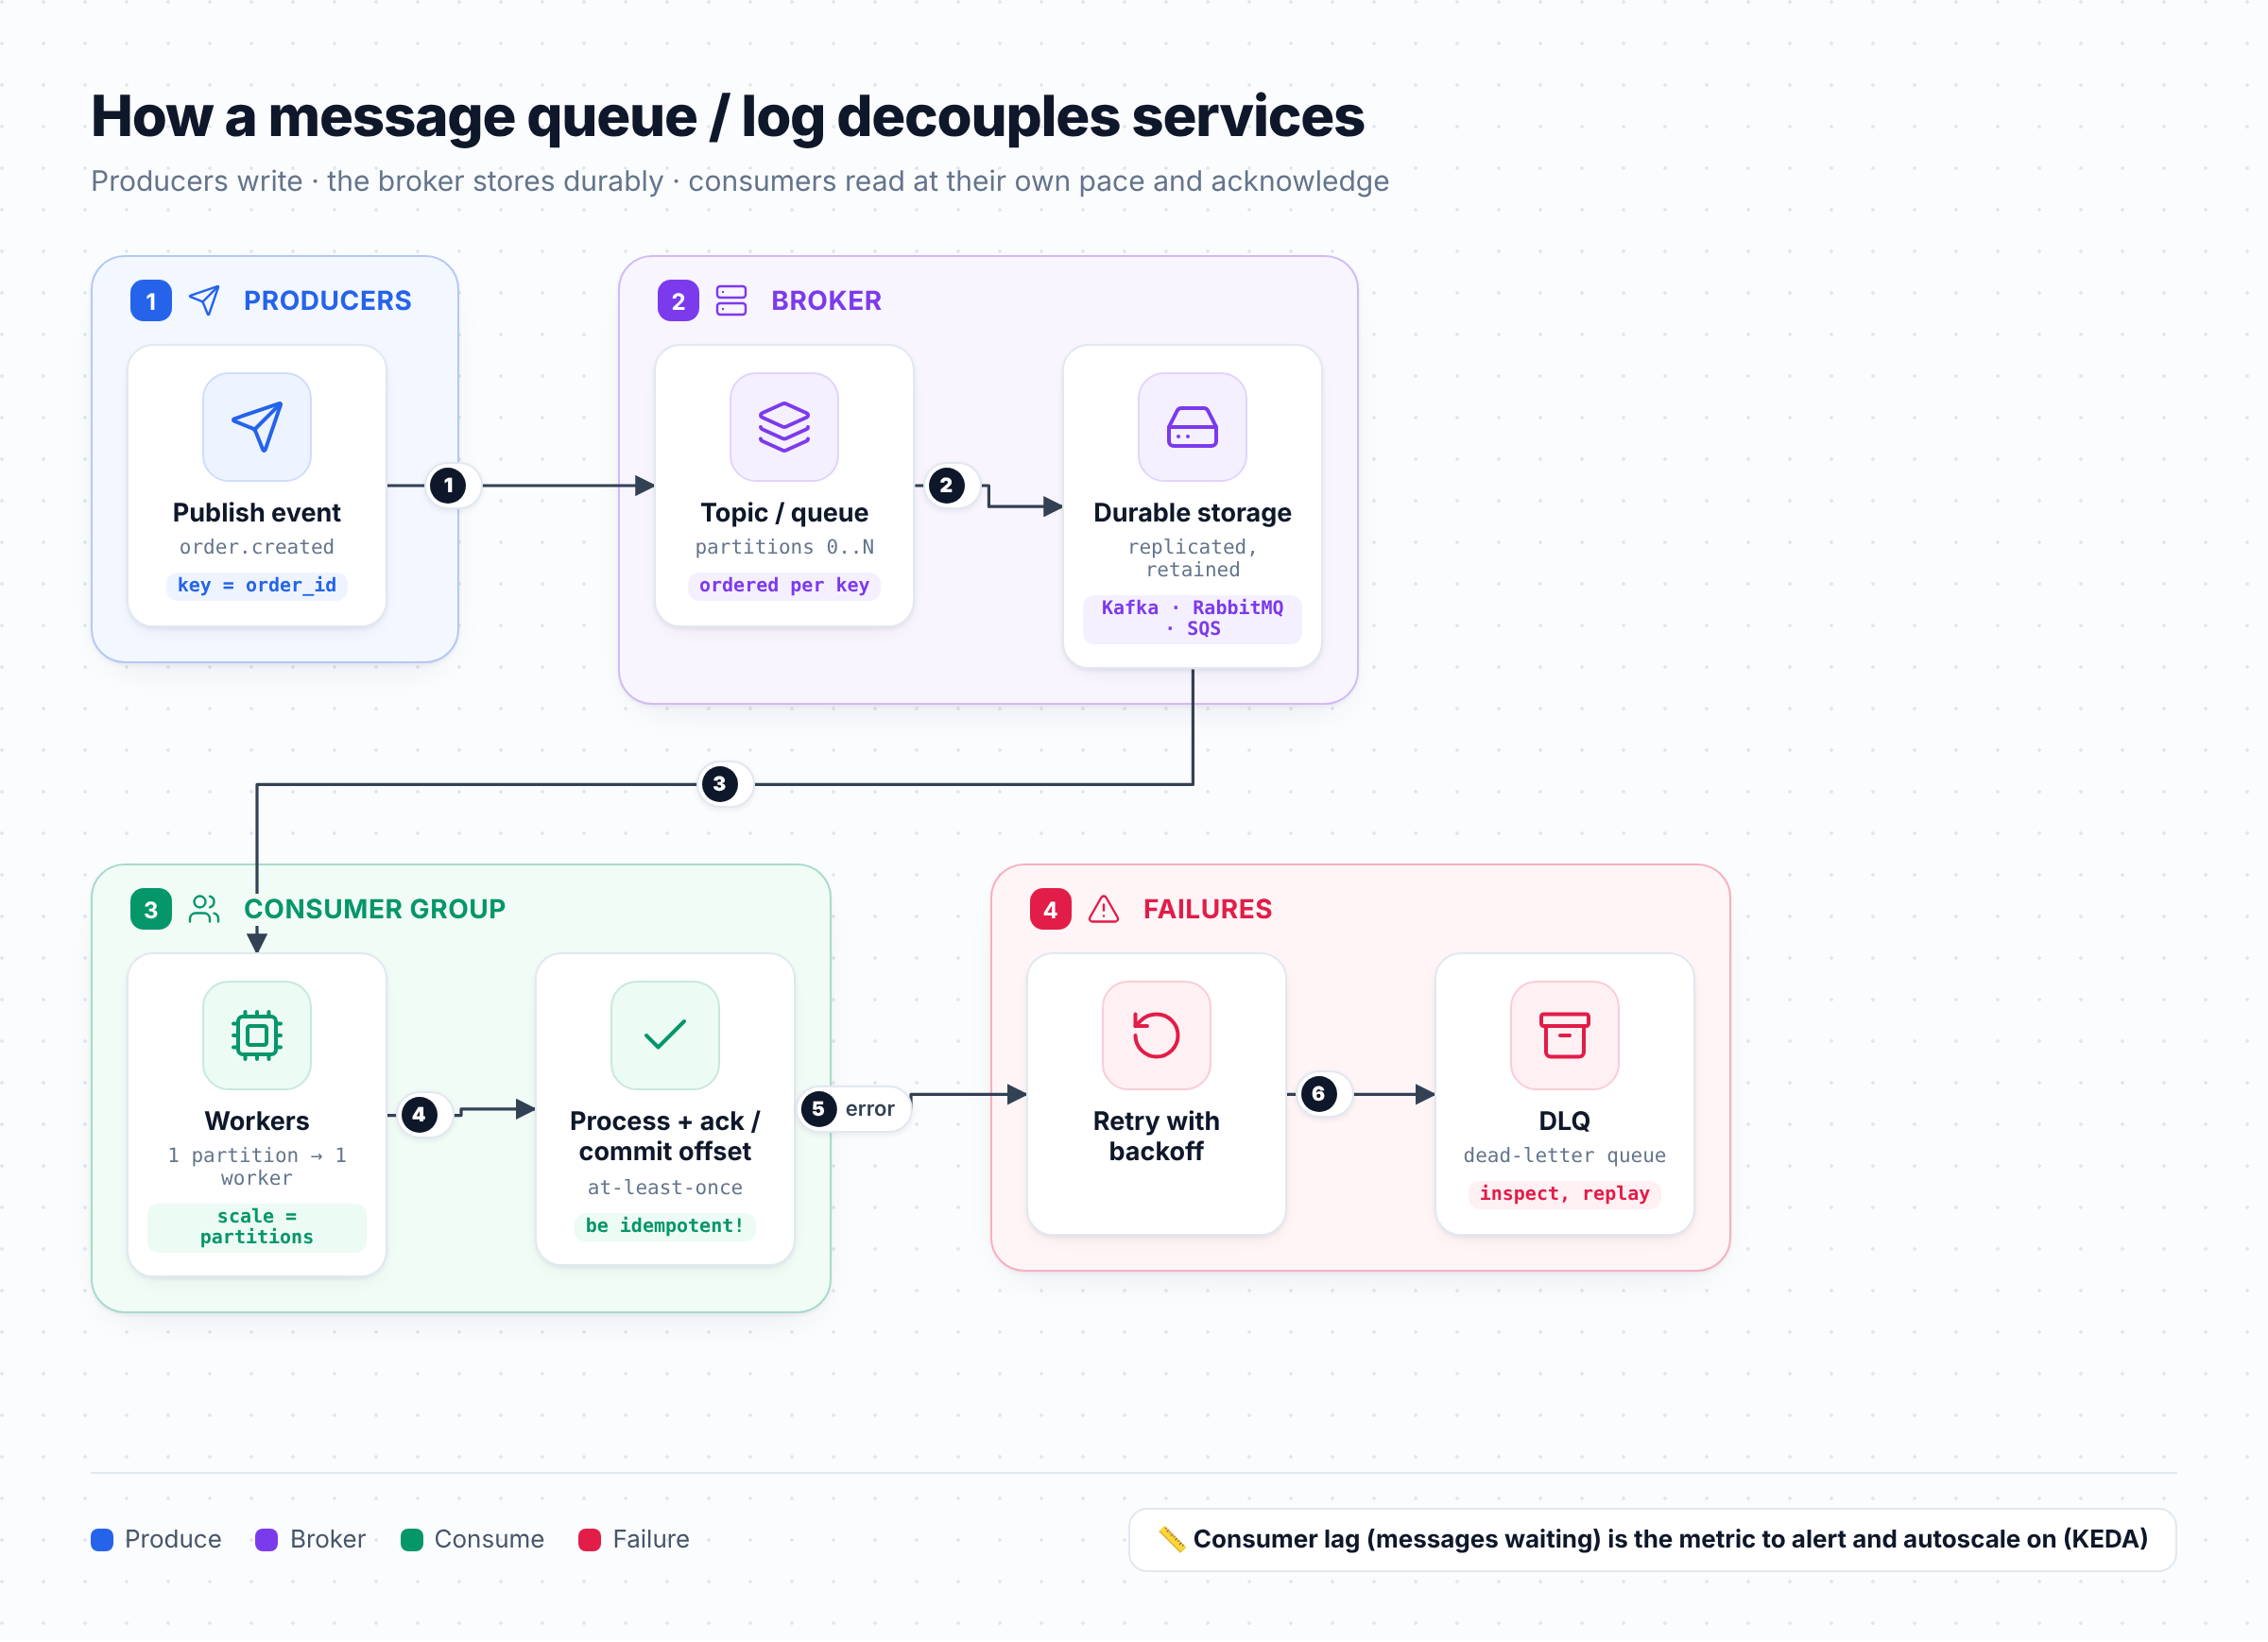 How a message queue / log decouples services
Producers write · the broker stores durably · consumers read at their own pace and acknowledge
1 PRODUCERS
Publish event
order.created
key = order_id
1
2 BROKER
Topic / queue
partitions 0..N
ordered per key
2
Durable storage
replicated,
retained
Kafka · RabbitMQ
· SQS
3
3 CONSUMER GROUP
Workers
1 partition → 1
worker
scale =
partitions
4
Process + ack /
commit offset
at-least-once
be idempotent!
5 error
4 FAILURES
Retry with
backoff
6
DLQ
dead-letter queue
inspect, replay
Produce
Broker
Consume
Failure
📏 Consumer lag (messages waiting) is the metric to alert and autoscale on (KEDA)